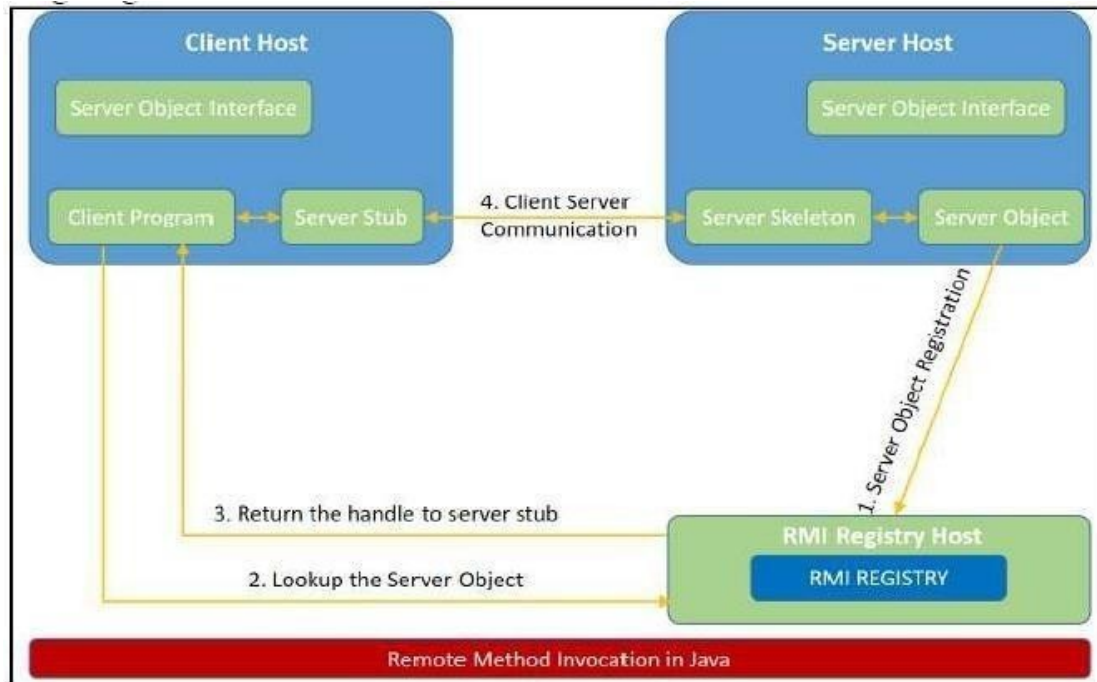 Client Host
Server Object Interface
Client Program
Server Stub
4. Client Server
Communication
Server Host
Server Object Interface
Server Skeleton
Server Object
1. Server Object Registration
3. Return the handle to server stub
2. Lookup the Server Object
RMI Registry Host
RMI REGISTRY
Remote Method Invocation in Java